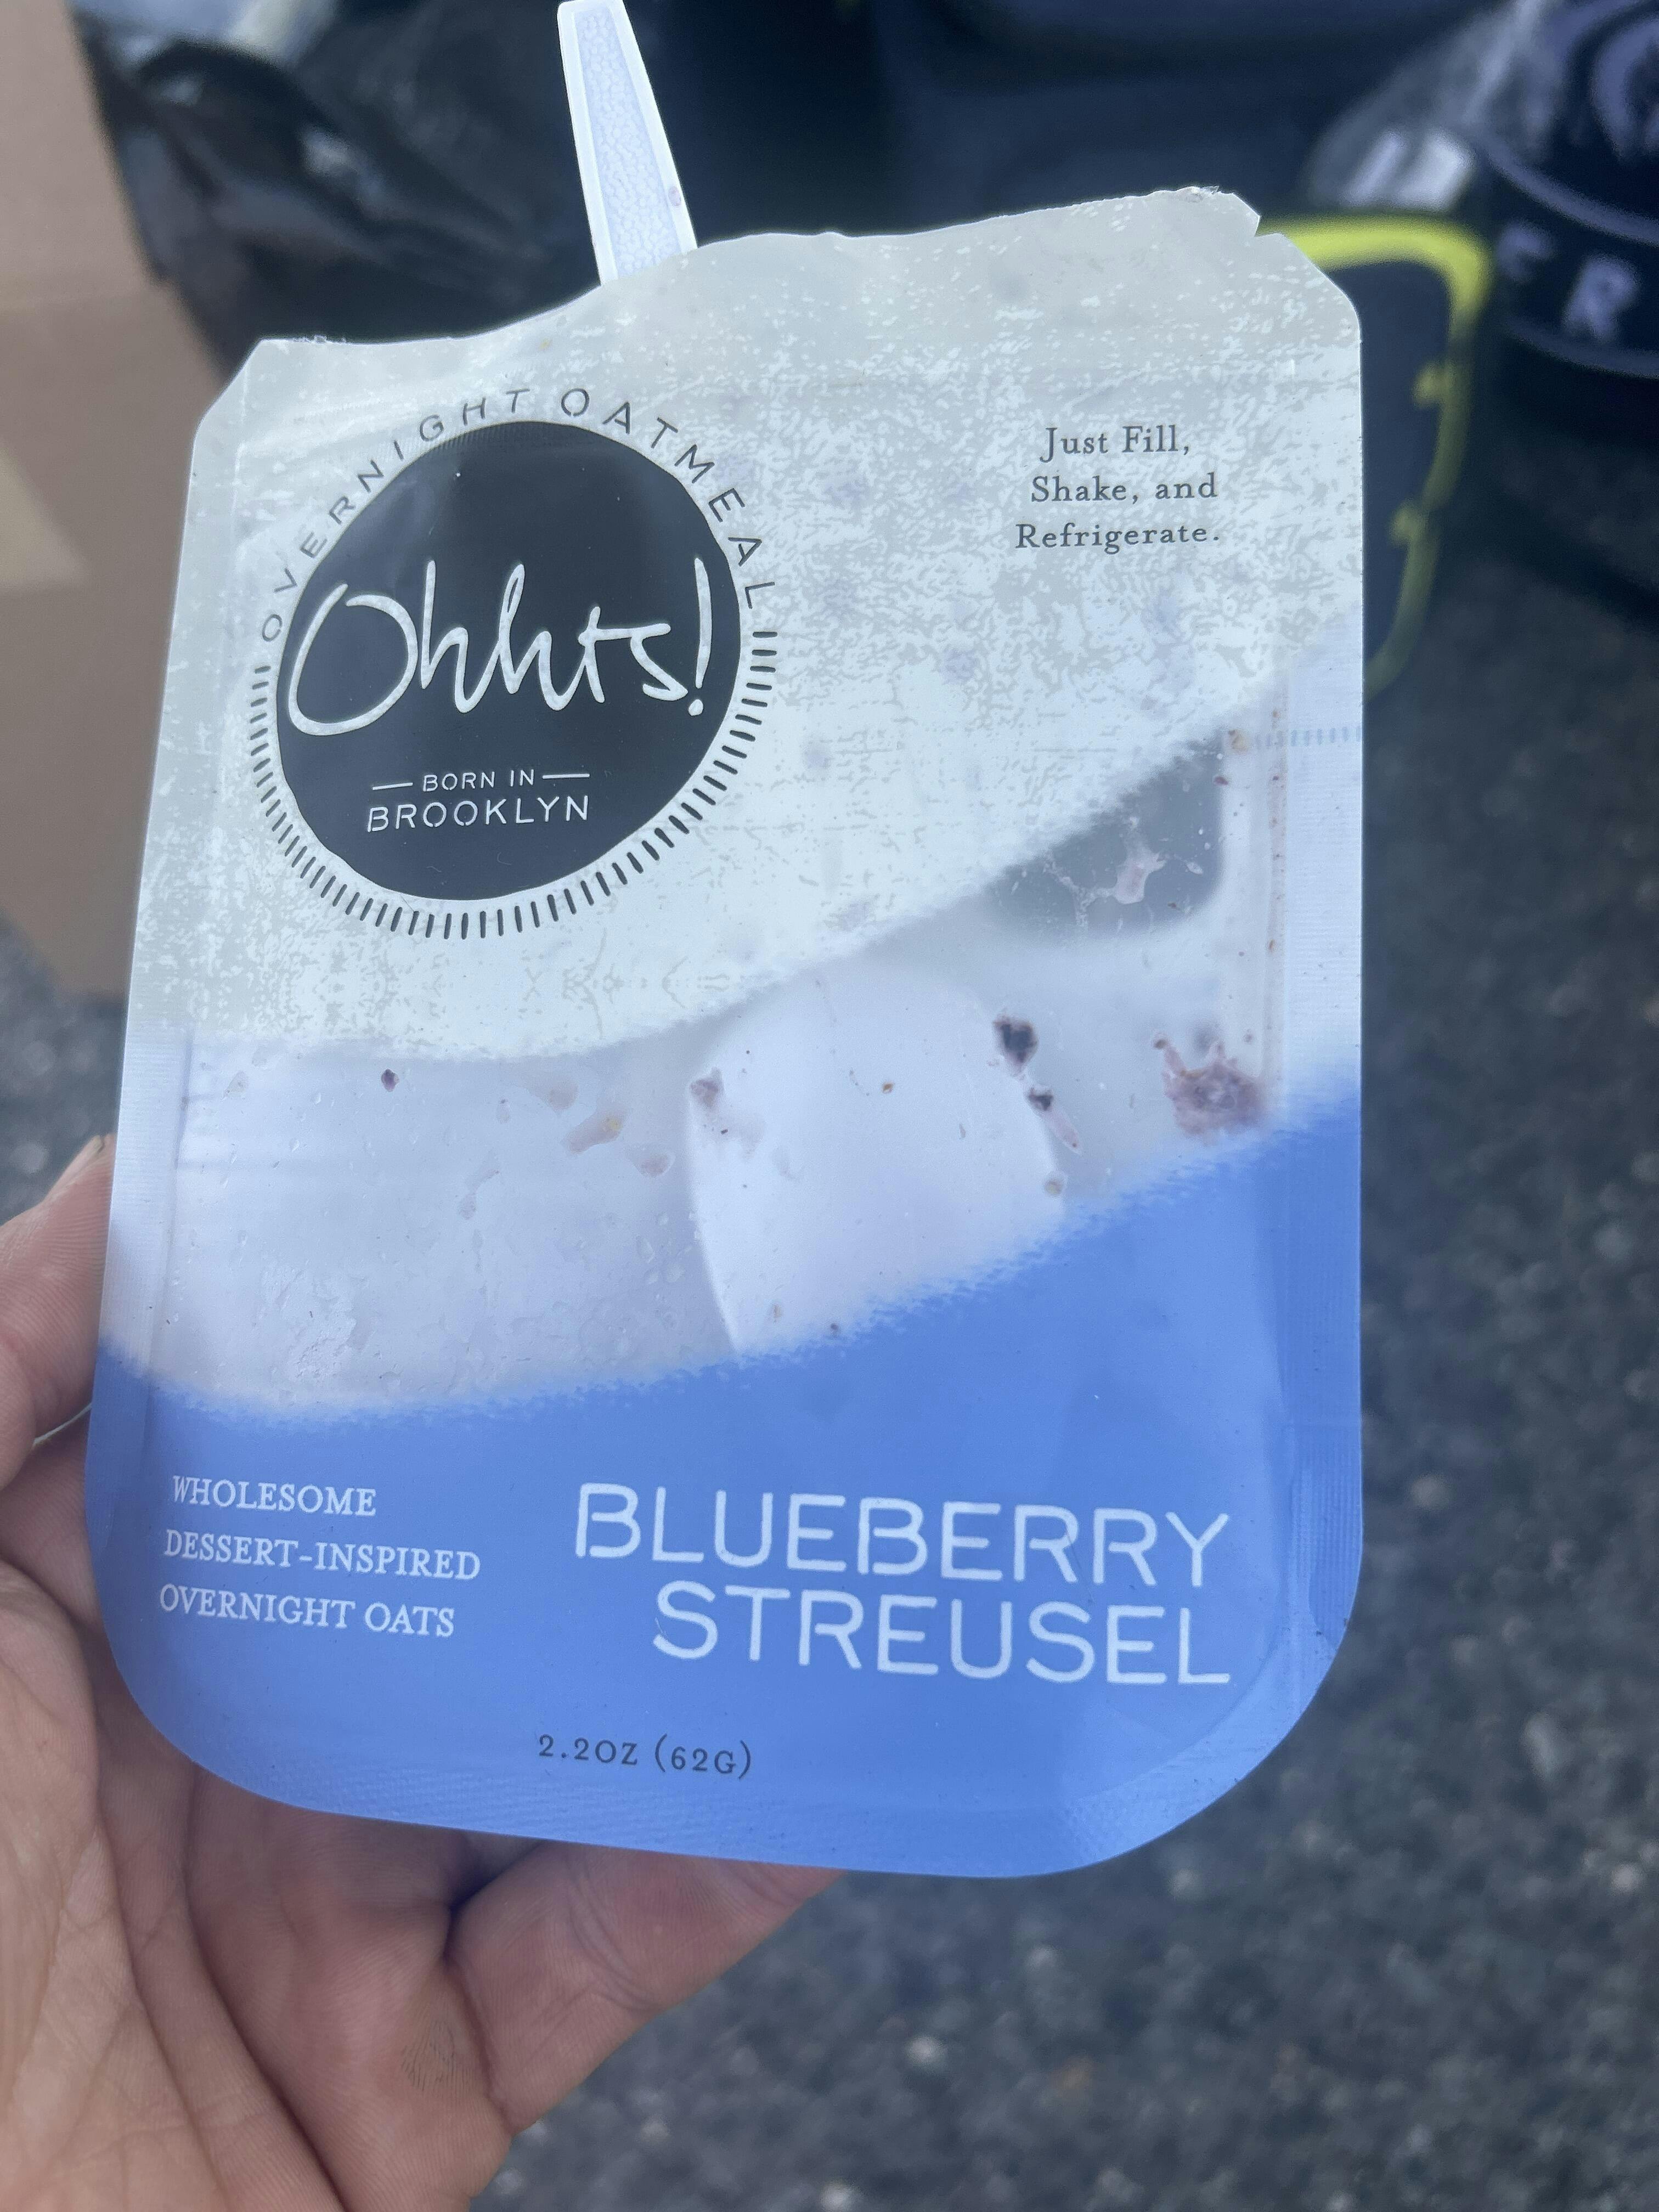 OVERNIGHT OATMEAL
Ohhts!
BORN IN
BROOKLYN
Just Fill,
Shake, and
Refrigerate.
WHOLESOME
DESSERT-INSPIRED
OVERNIGHT OATS
BLUEBERRY
STREUSEL
2.2OZ (62G)